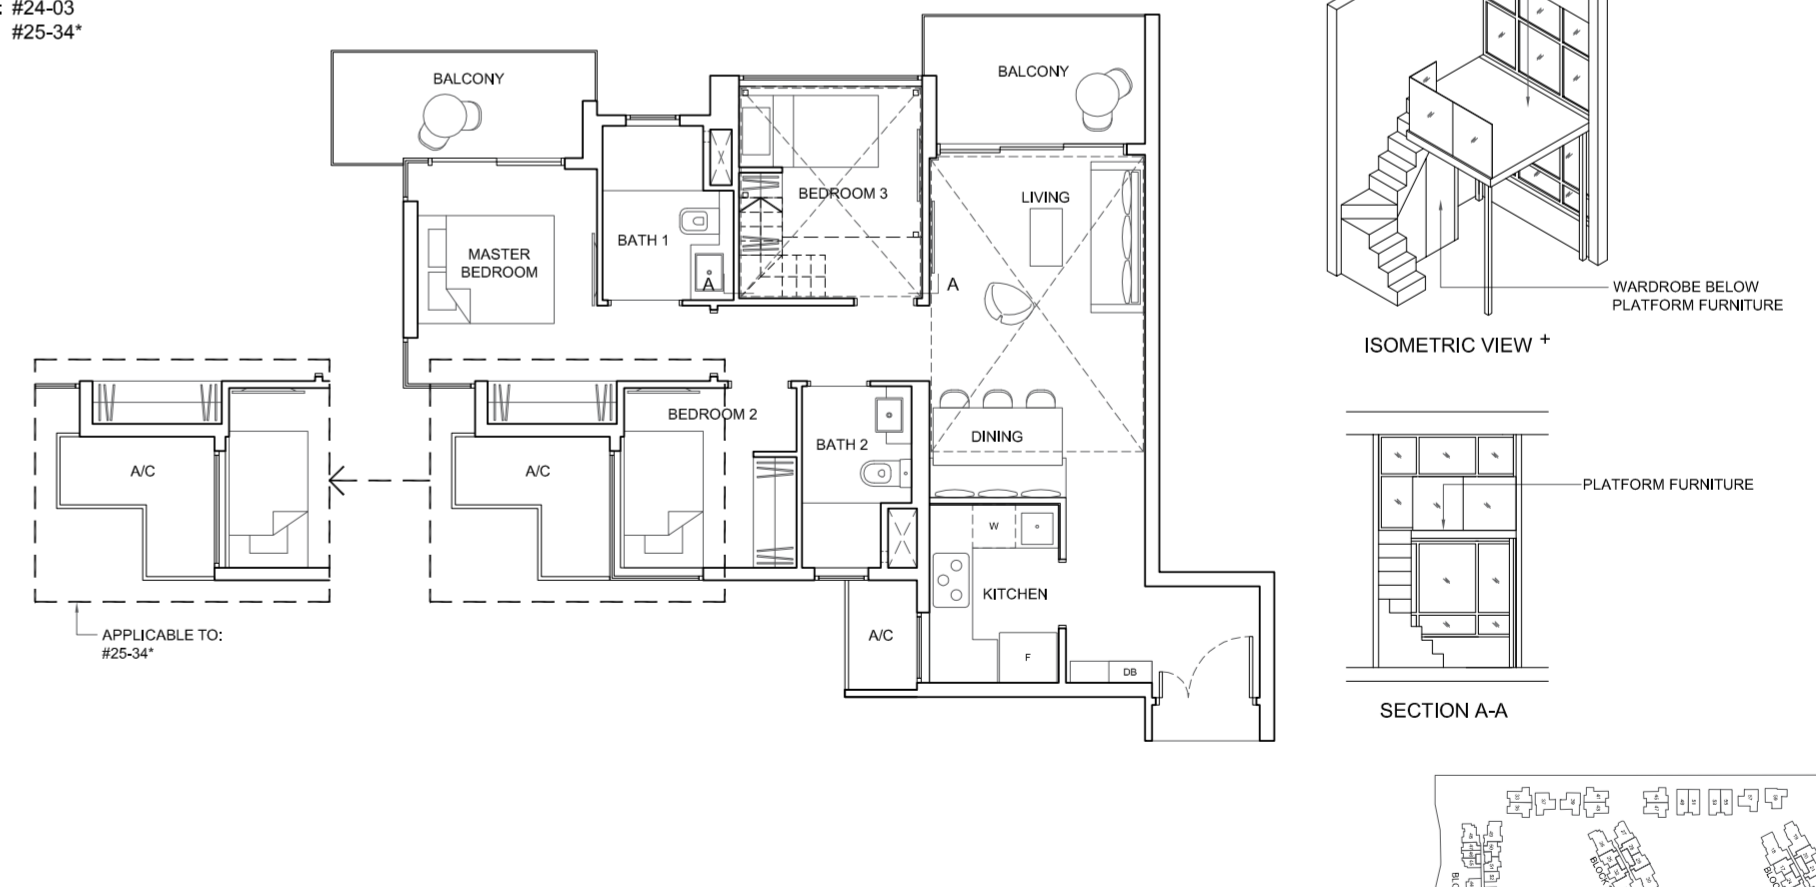 : #24-03
#25-34*
BALCONY
BALCONY
BEDROOM 3
LIVING
BATH 1
MASTER
BEDROOM
A
A
WARDROBE BELOW
PLATFORM FURNITURE
ISOMETRIC VIEW +
BEDROOM 2
DINING
BATH 2
A/C
A/C
PLATFORM FURNITURE
W
KITCHEN
A/C
F
DB
APPLICABLE TO:
#25-34*
SECTION A-A